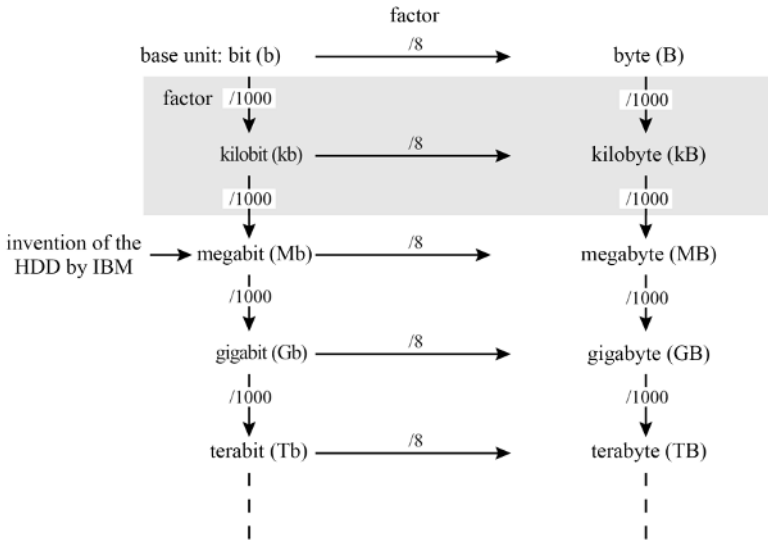 factor
base unit: bit (b)
/8
byte (B)
factor
/1000
/1000
kilobit (kb)
/8
kilobyte (kB)
/1000
/1000
invention of the
HDD by IBM
megabit (Mb)
/8
megabyte (MB)
/1000
/1000
gigabit (Gb)
/8
gigabyte (GB)
/1000
/1000
terabit (Tb)
/8
terabyte (TB)